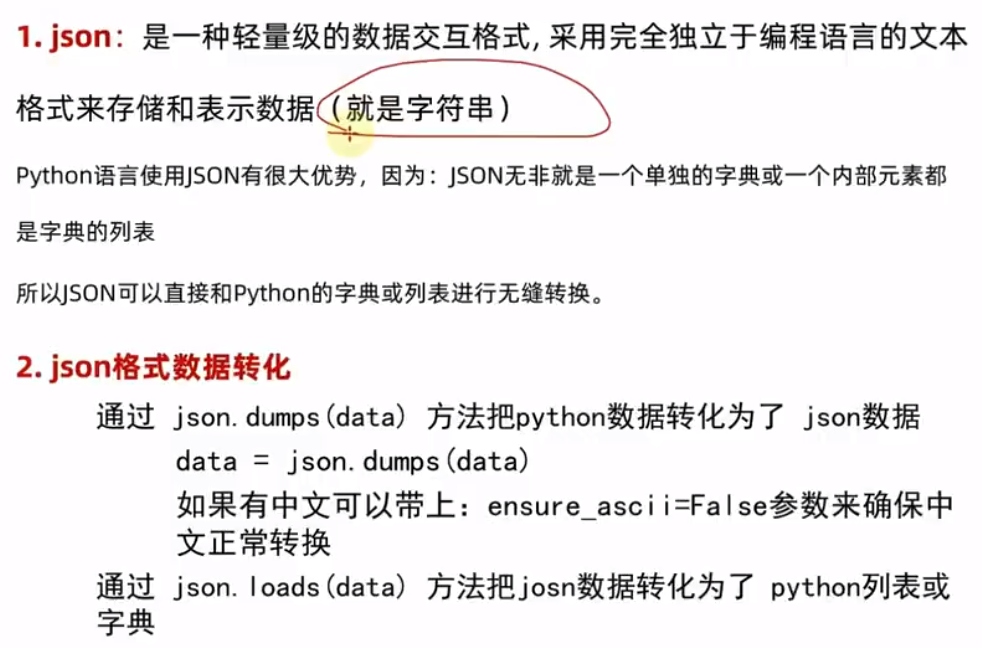 1. json：是一种轻量级的数据交互格式, 采用完全独立于编程语言的文本
格式来存储和表示数据（就是字符串）
Python语言使用JSON有很大优势，因为：JSON无非就是一个单独的字典或一个内部元素都
是字典的列表
所以JSON可以直接和Python的字典或列表进行无缝转换。
2. json格式数据转化
通过 json.dumps(data) 方法把python数据转化为了 json数据
data = json.dumps(data)
如果有中文可以带上：ensure_ascii=False参数来确保中
文正常转换
通过 json.loads(data) 方法把josn数据转化为了 python列表或
字典